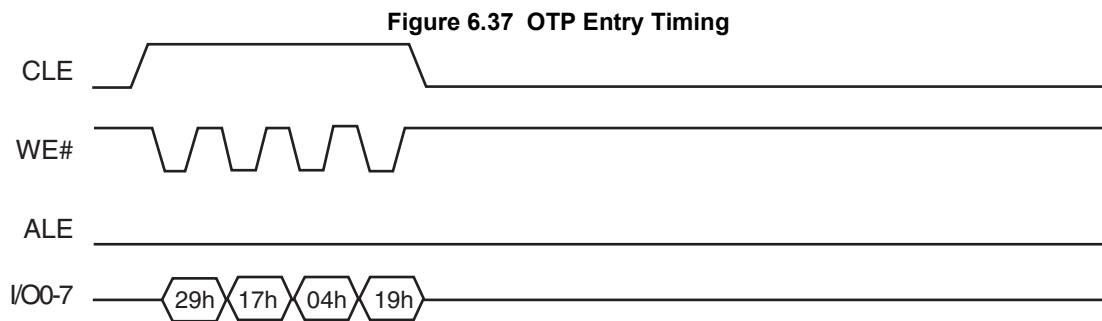 Figure 6.37 OTP Entry Timing
CLE
WE#
ALE
I/O0-7 29h 17h 04h 19h